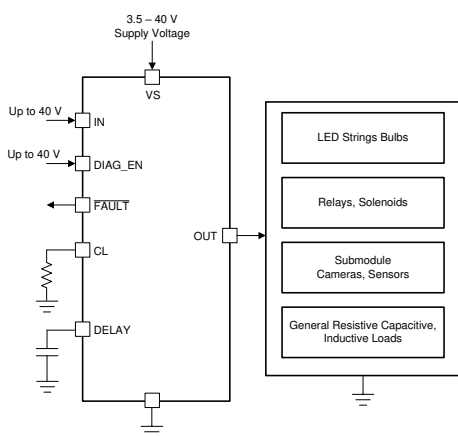 3.5 – 40 V
Supply Voltage
VS
Up to 40 V
IN
Up to 40 V
DIAG_EN
FAULT
CL
DELAY
OUT
LED Strings Bulbs
Relays, Solenoids
Submodule
Cameras, Sensors
General Resistive Capacitive,
Inductive Loads